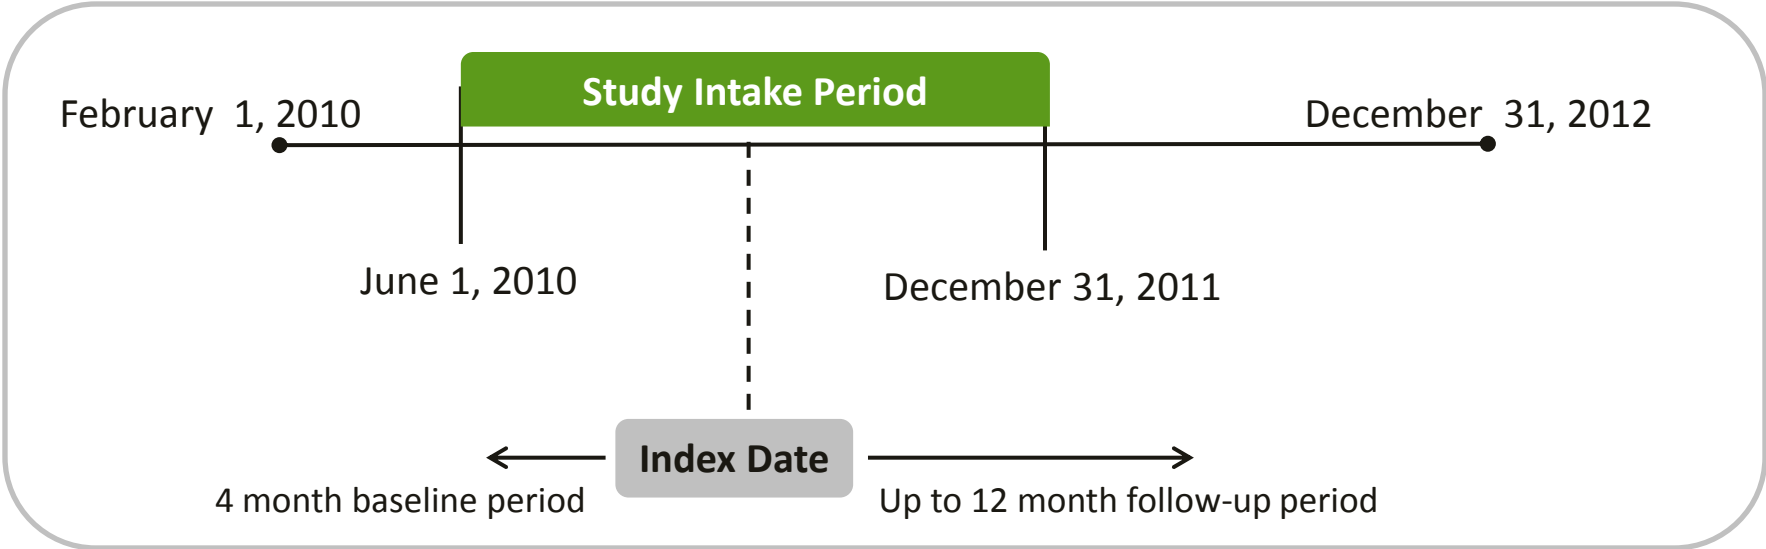 Study Intake Period
February 1, 2010
December 31, 2012
June 1, 2010
December 31, 2011
Index Date
4 month baseline period
Up to 12 month follow-up period